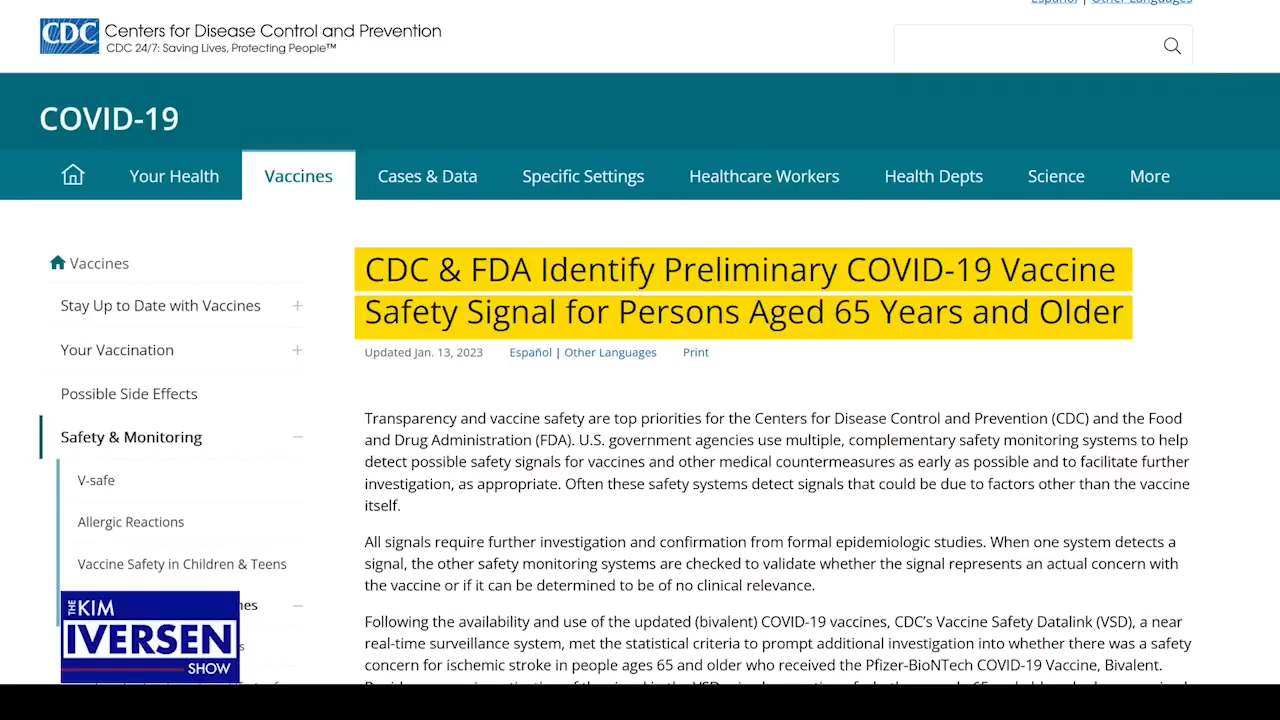 Español | Other Languages
CDC Centers for Disease Control and Prevention
CDC 24/7: Saving Lives, Protecting People™
COVID-19
Your Health Vaccines Cases & Data Specific Settings Healthcare Workers Health Depts Science More
Vaccines
Stay Up to Date with Vaccines
Your Vaccination
Possible Side Effects
Safety & Monitoring
V-safe
Allergic Reactions
Vaccine Safety in Children & Teens
CDC & FDA Identify Preliminary COVID-19 Vaccine
Safety Signal for Persons Aged 65 Years and Older
Updated Jan. 13, 2023 Español | Other Languages Print
Transparency and vaccine safety are top priorities for the Centers for Disease Control and Prevention (CDC) and the Food
and Drug Administration (FDA). U.S. government agencies use multiple, complementary safety monitoring systems to help
detect possible safety signals for vaccines and other medical countermeasures as early as possible and to facilitate further
investigation, as appropriate. Often these safety systems detect signals that could be due to factors other than the vaccine
itself.
All signals require further investigation and confirmation from formal epidemiologic studies. When one system detects a
signal, the other safety monitoring systems are checked to validate whether the signal represents an actual concern with
the vaccine or if it can be determined to be of no clinical relevance.
Following the availability and use of the updated (bivalent) COVID-19 vaccines, CDC's Vaccine Safety Datalink (VSD), a near
real-time surveillance system, met the statistical criteria to prompt additional investigation into whether there was a safety
concern for ischemic stroke in people ages 65 and older who received the Pfizer-BioNTech COVID-19 Vaccine, Bivalent.
THE KIM
IVERSEN
SHOW